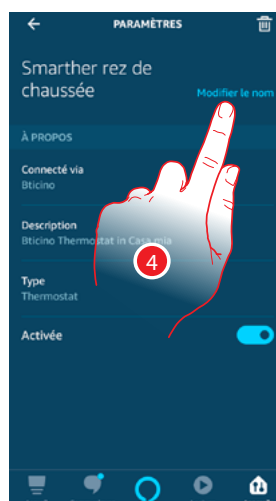 PARAMÈTRES
Smarther rez de
chaussée
Modifier le nom
À PROPOS
Connecté via
Bticino
Description
Bticino Thermostat in Casa mia
Type
Thermostat
4
Activée